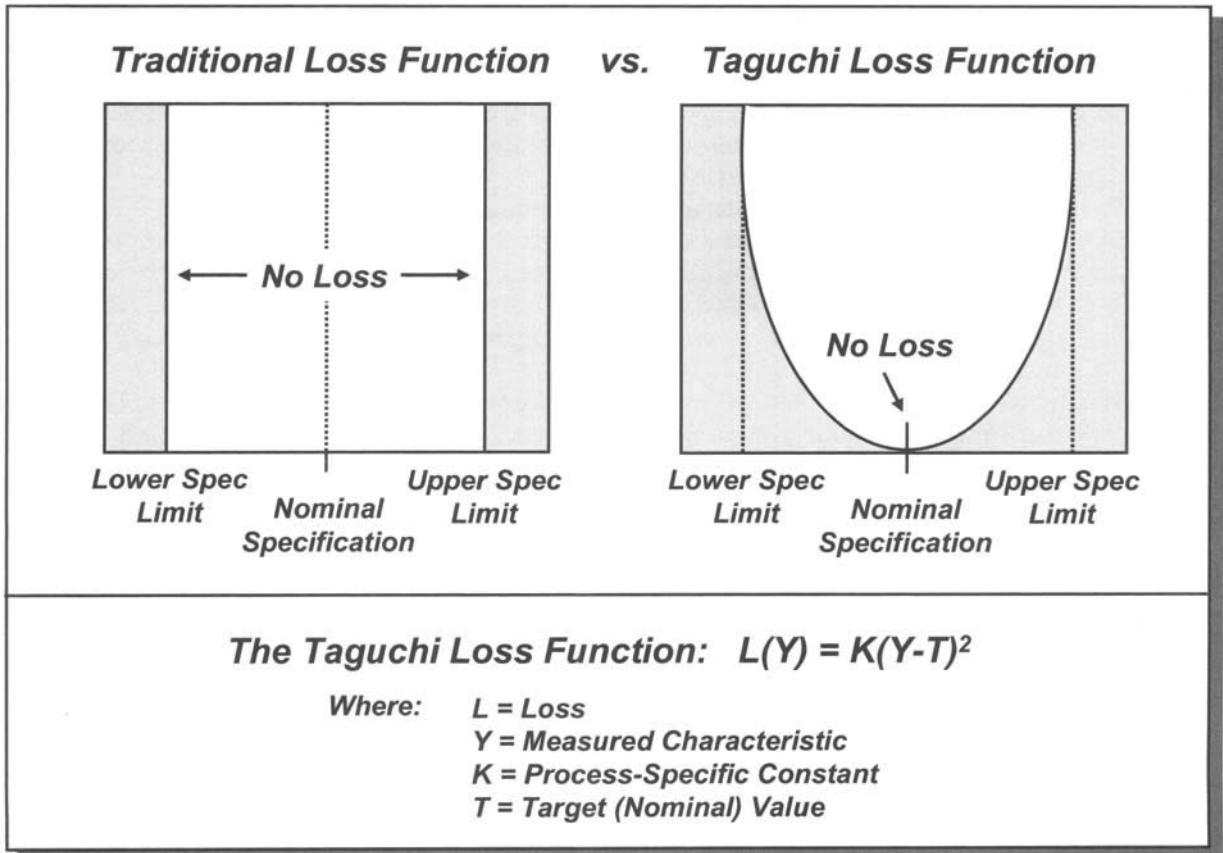 Traditional Loss Function vs. Taguchi Loss Function
No Loss
No Loss
Lower Spec
Limit
Nominal
Specification
Upper Spec
Limit
Lower Spec
Limit
Nominal
Specification
Upper Spec
Limit
The Taguchi Loss Function: L(Y) = K(Y-T)²
Where: L = Loss
Y = Measured Characteristic
K = Process-Specific Constant
T = Target (Nominal) Value